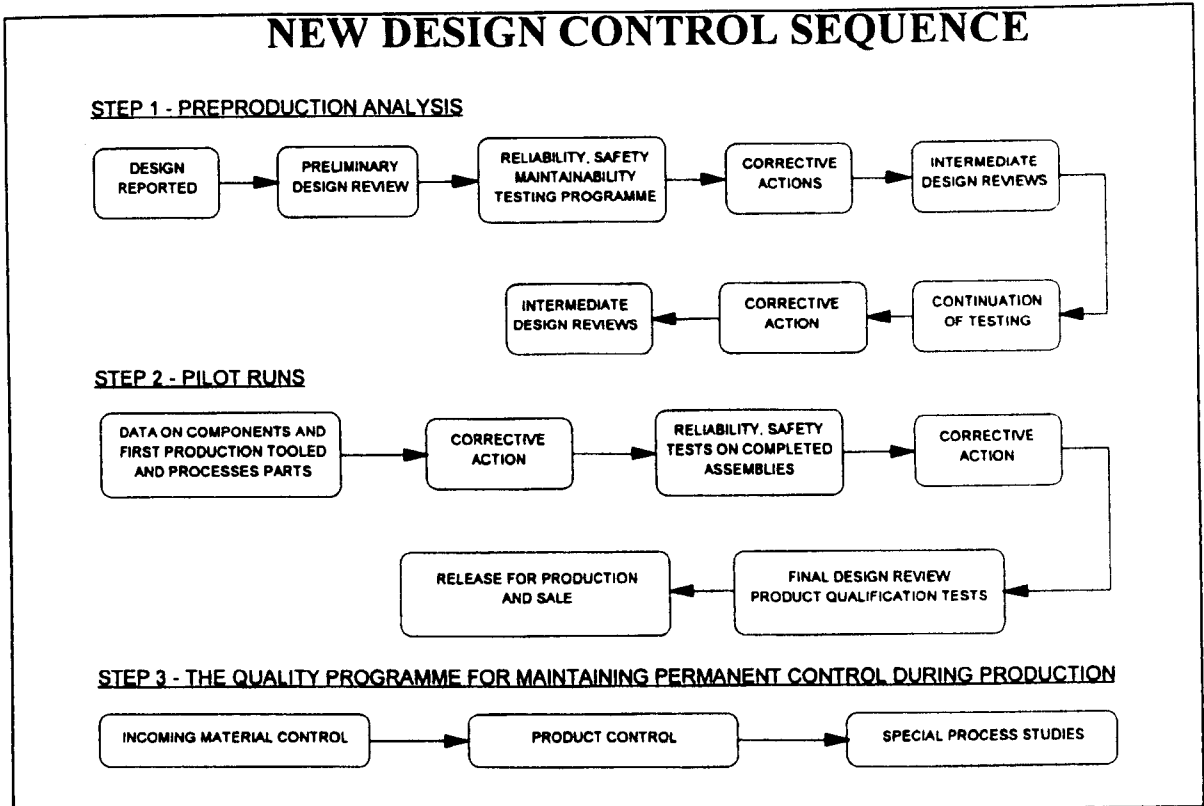 NEW DESIGN CONTROL SEQUENCE
STEP 1 - PREPRODUCTION ANALYSIS
DESIGN
REPORTED
PRELIMINARY
DESIGN REVIEW
RELIABILITY, SAFETY
MAINTAINABILITY
TESTING PROGRAMME
CORRECTIVE
ACTIONS
INTERMEDIATE
DESIGN REVIEWS
CONTINUATION
OF TESTING
CORRECTIVE
ACTION
INTERMEDIATE
DESIGN REVIEWS
STEP 2 - PILOT RUNS
DATA ON COMPONENTS AND
FIRST PRODUCTION TOOLED
AND PROCESSES PARTS
CORRECTIVE
ACTION
RELIABILITY, SAFETY
TESTS ON COMPLETED
ASSEMBLIES
CORRECTIVE
ACTION
FINAL DESIGN REVIEW
PRODUCT QUALIFICATION TESTS
RELEASE FOR PRODUCTION
AND SALE
STEP 3 - THE QUALITY PROGRAMME FOR MAINTAINING PERMANENT CONTROL DURING PRODUCTION
INCOMING MATERIAL CONTROL
PRODUCT CONTROL
SPECIAL PROCESS STUDIES